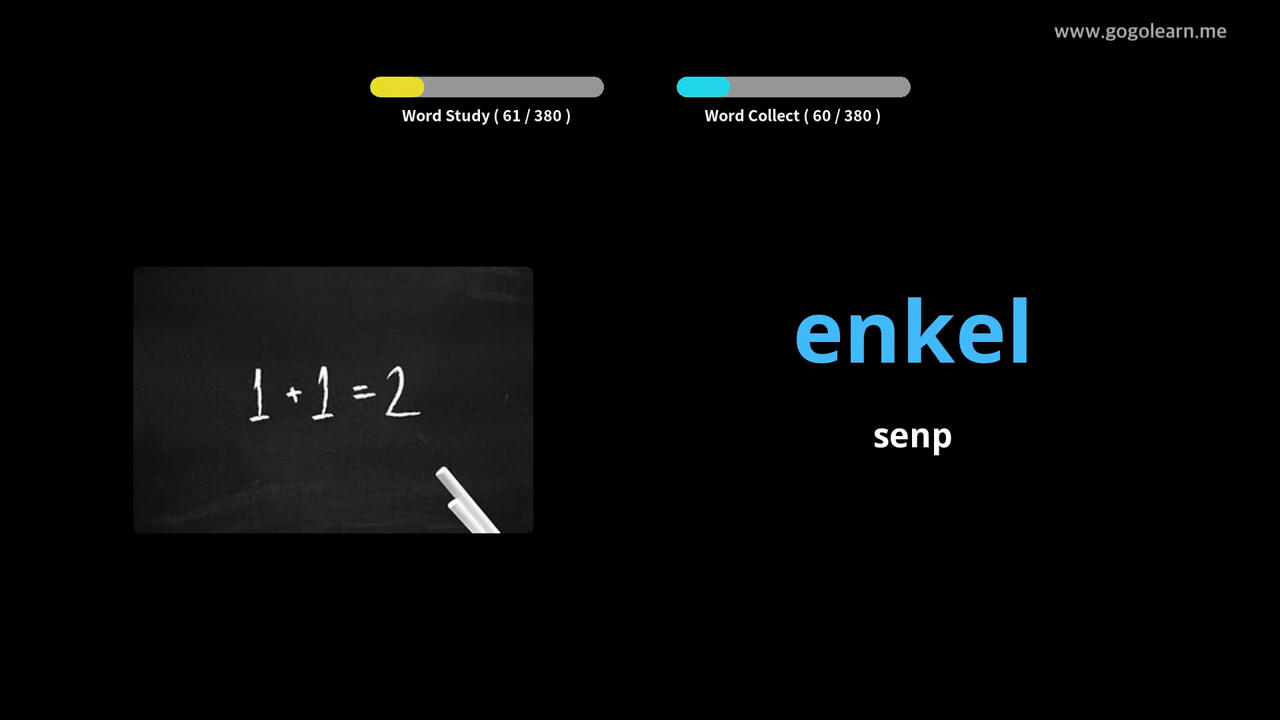 www.gogolearn.me
Word Study ( 61 / 380 )
Word Collect ( 60 / 380 )
1 + 1 = 2
enkel
senp